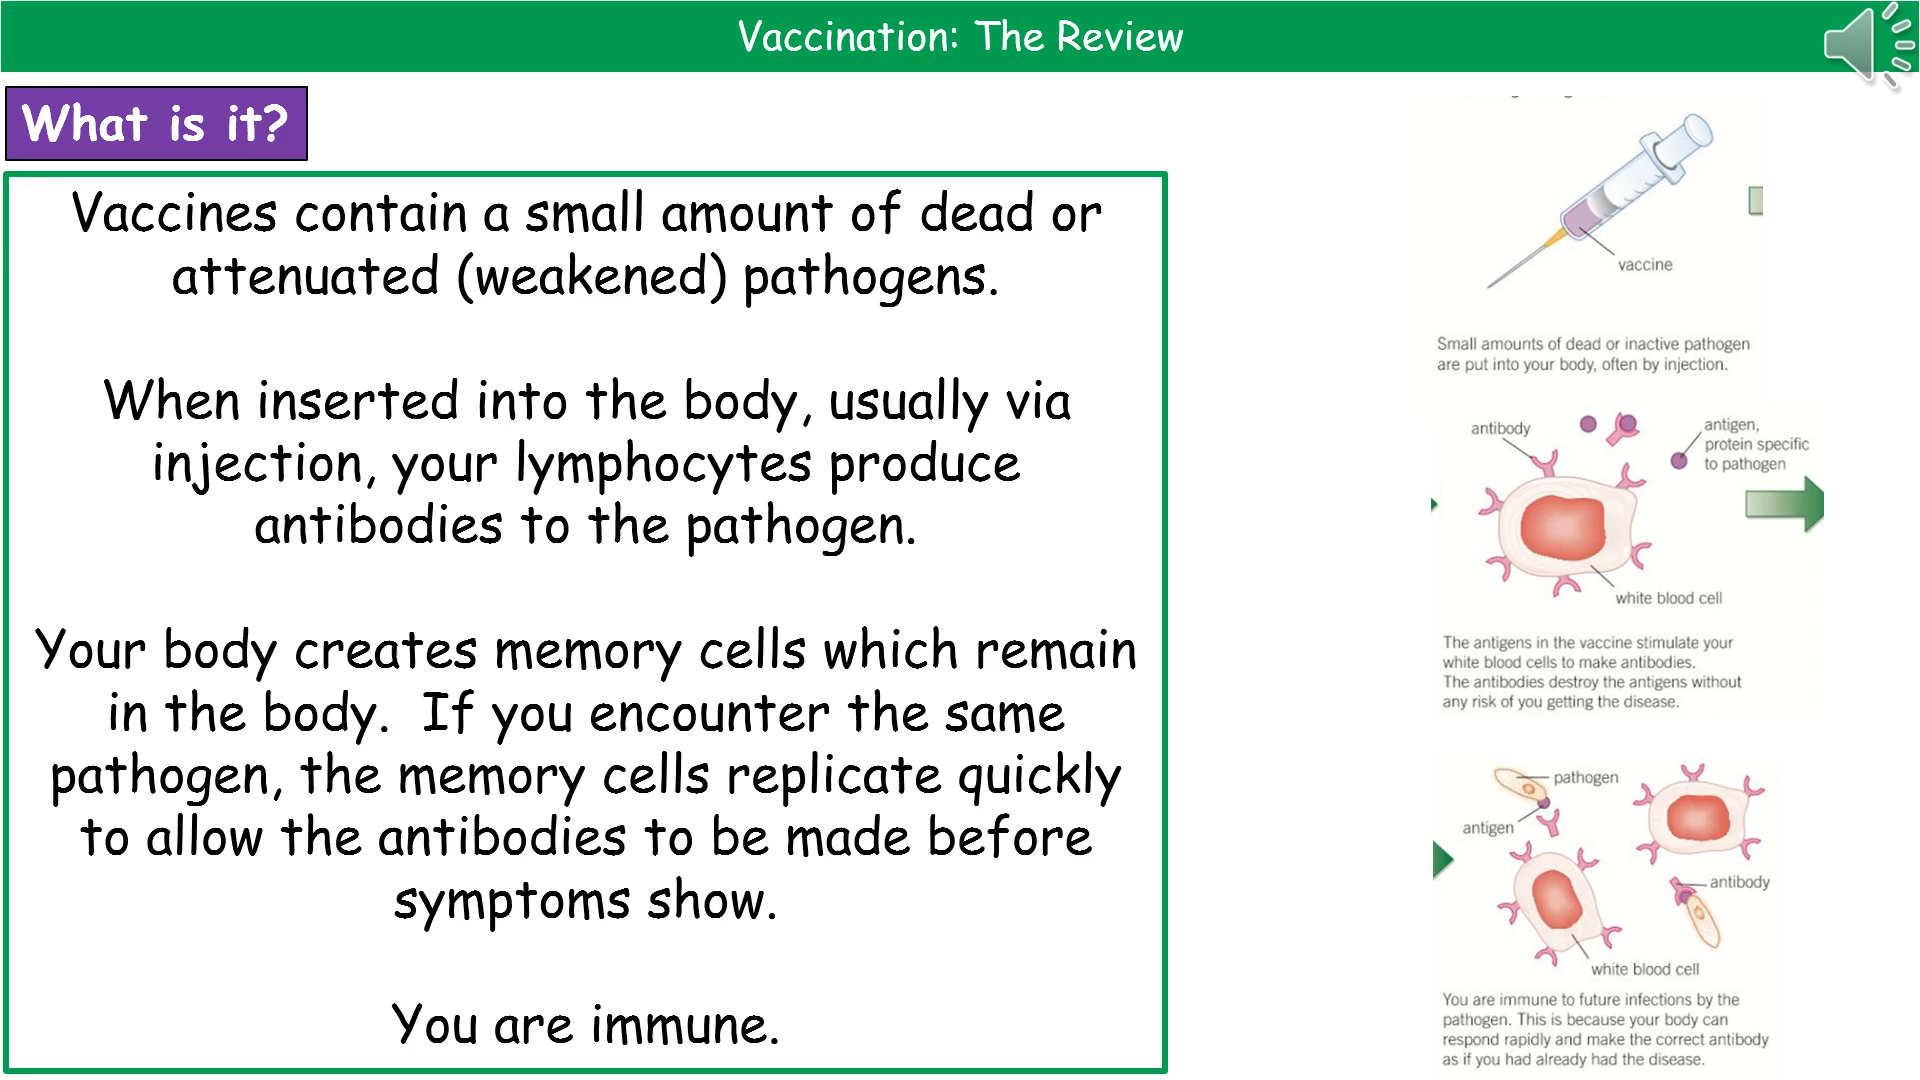 Vaccination: The Review
What is it?
Vaccines contain a small amount of dead or
attenuated (weakened) pathogens.
When inserted into the body, usually via
injection, your lymphocytes produce
antibodies to the pathogen.
Your body creates memory cells which remain
in the body.  If you encounter the same
pathogen, the memory cells replicate quickly
to allow the antibodies to be made before
symptoms show.
You are immune.
vaccine
Small amounts of dead or inactive pathogen
are put into your body, often by injection.
antibody
antigen,
protein specific
to pathogen
white blood cell
The antigens in the vaccine stimulate your
white blood cells to make antibodies.
The antibodies destroy the antigens without
any risk of you getting the disease.
pathogen
antigen
antibody
white blood cell
You are immune to future infections by the
pathogen. This is because your body can
respond rapidly and make the correct antibody
as if you had already had the disease.